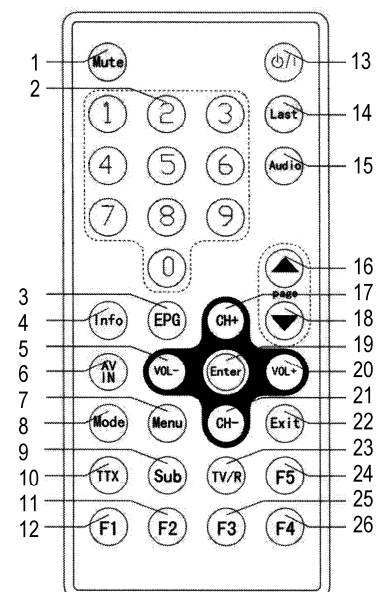 1 Mute ⏻/I 13
2 Last 14
1 2 3
Audio 15
4 5 6
7 8 9
0 ▲ 16
page 17
3 ▼ 18
4 Info EPG CH+ 19
5 VOL- Enter VOL+ 20
6 AV IN 21
7 CH- 22
8 Mode Menu Exit 23
9 24
10 TTX Sub TV/R F5 25
11
12 F1 F2 F3 F4 26